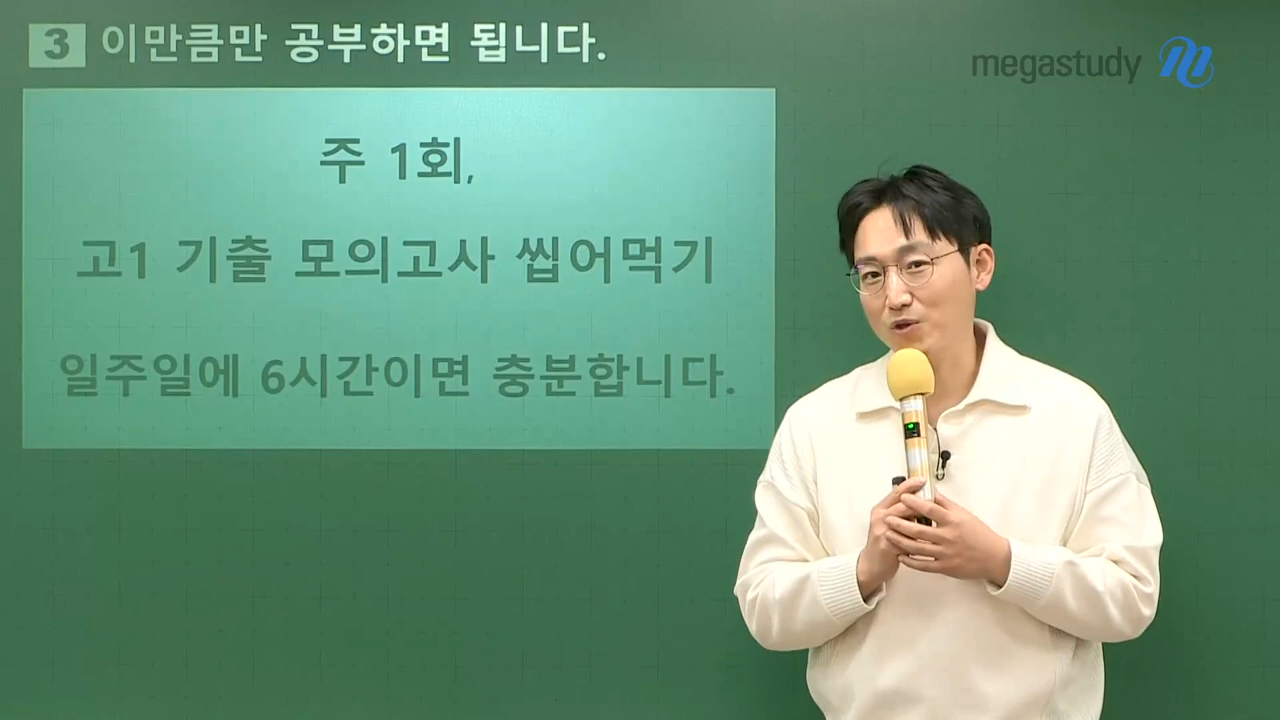 3 이만큼만 공부하면 됩니다.
megastudy
주 1회,
고1 기출 모의고사 씹어먹기
일주일에 6시간이면 충분합니다.